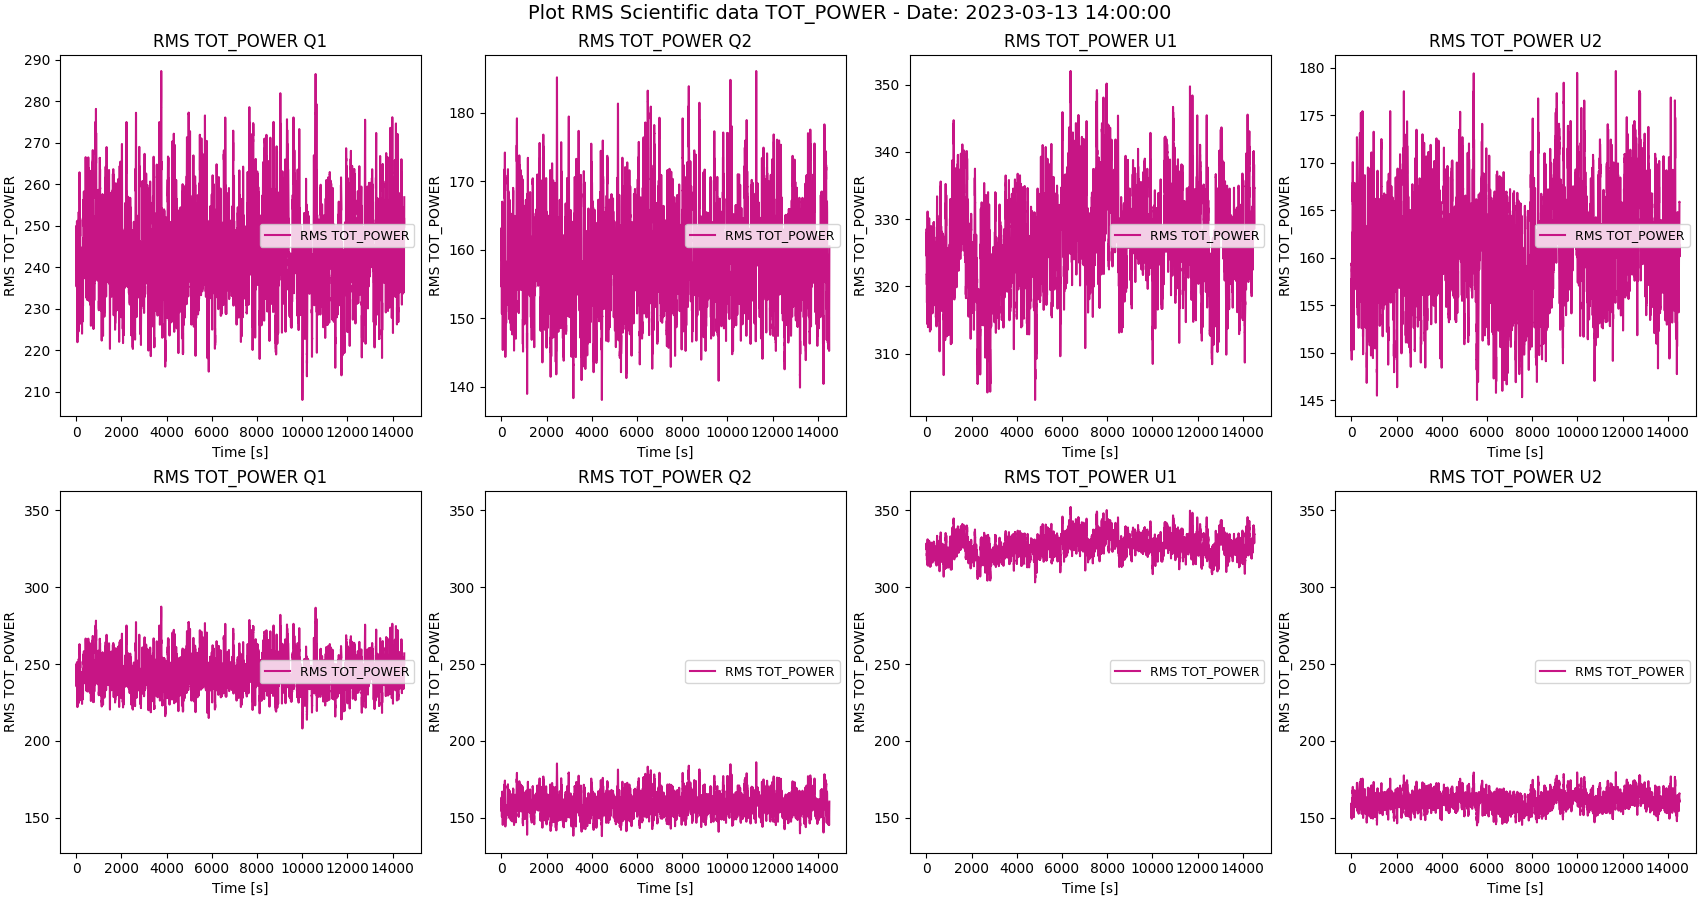 Plot RMS Scientific data TOT_POWER - Date: 2023-03-13 14:00:00
RMS TOT_POWER Q1
RMS TOT_POWER
290
280
270
260
250
240
230
220
210
RMS TOT_POWER
0 2000 4000 6000 8000 10000 12000 14000
Time [s]
RMS TOT_POWER Q2
RMS TOT_POWER
180
170
160
150
140
RMS TOT_POWER
0 2000 4000 6000 8000 10000 12000 14000
Time [s]
RMS TOT_POWER U1
RMS TOT_POWER
350
340
330
320
310
RMS TOT_POWER
0 2000 4000 6000 8000 10000 12000 14000
Time [s]
RMS TOT_POWER U2
RMS TOT_POWER
180
175
170
165
160
155
150
145
RMS TOT_POWER
0 2000 4000 6000 8000 10000 12000 14000
Time [s]
RMS TOT_POWER Q1
RMS TOT_POWER
350
300
250
200
150
RMS TOT_POWER
0 2000 4000 6000 8000 10000 12000 14000
Time [s]
RMS TOT_POWER Q2
RMS TOT_POWER
350
300
250
200
150
RMS TOT_POWER
0 2000 4000 6000 8000 10000 12000 14000
Time [s]
RMS TOT_POWER U1
RMS TOT_POWER
350
300
250
200
150
RMS TOT_POWER
0 2000 4000 6000 8000 10000 12000 14000
Time [s]
RMS TOT_POWER U2
RMS TOT_POWER
350
300
250
200
150
RMS TOT_POWER
0 2000 4000 6000 8000 10000 12000 14000
Time [s]